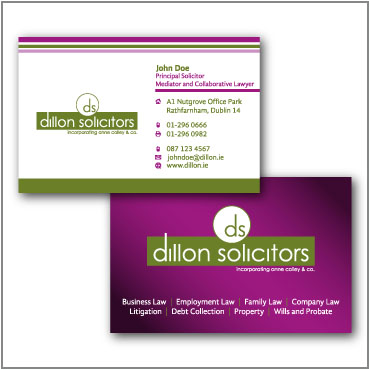 John Doe
Principal Solicitor
Mediator and Collaborative Lawyer
ds
dillon solicitors
incorporating anne colley & co.
A1 Nutgrove Office Park
Rathfarnham, Dublin 14
01-296 0666
01-296 0982
087 123 4567
johndoe@dillon.ie
www.dillon.ie
ds
dillon solicitors
incorporating anne colley & co.
Business Law | Employment Law | Family Law | Company Law
Litigation | Debt Collection | Property | Wills and Probate